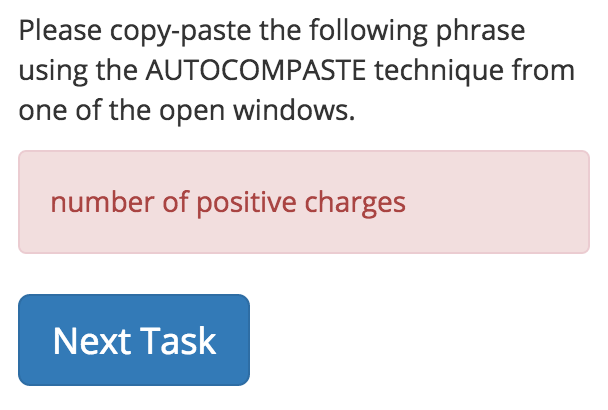 Please copy-paste the following phrase
using the AUTOCOMPASTE technique from
one of the open windows.
number of positive charges
Next Task